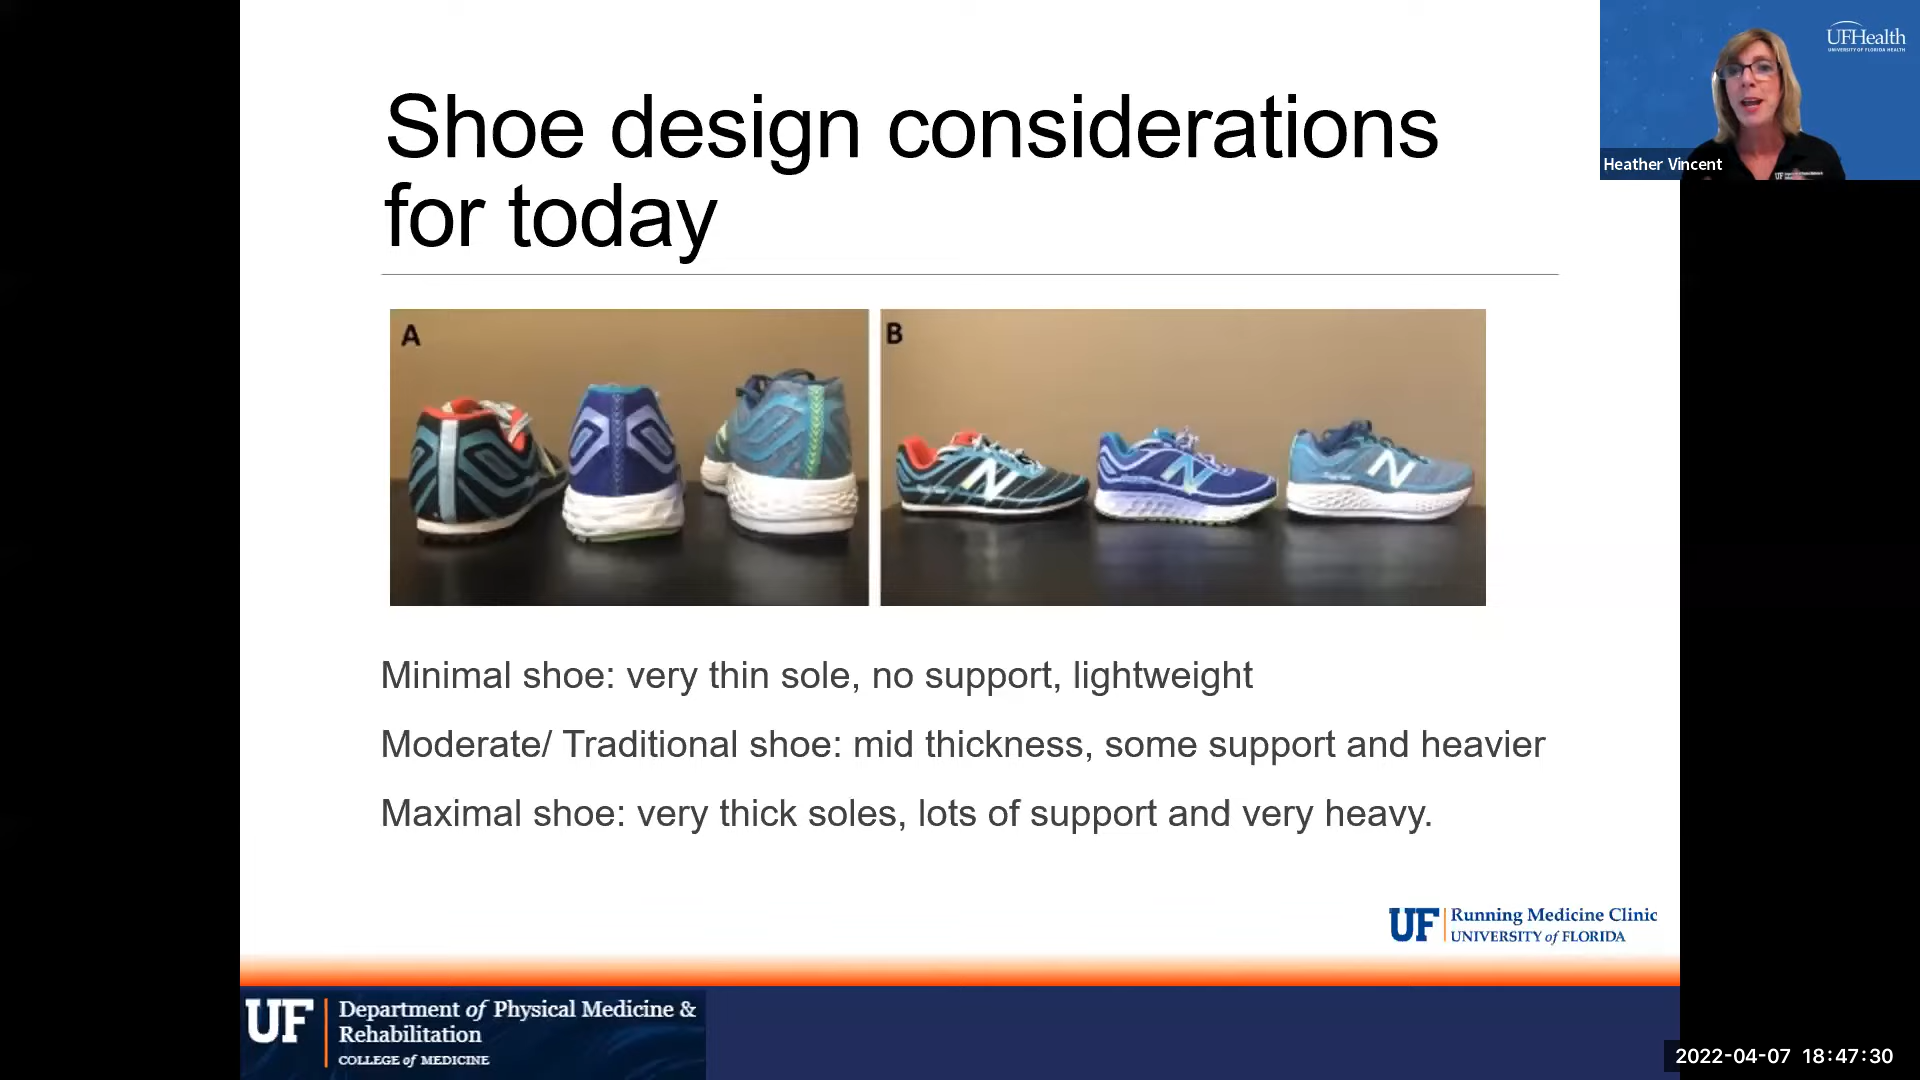 Shoe design considerations
for today
UFHealth
UNIVERSITY OF FLORIDA HEALTH
Heather Vincent
UF
A
B
N
N
N
Minimal shoe: very thin sole, no support, lightweight
Moderate/ Traditional shoe: mid thickness, some support and heavier
Maximal shoe: very thick soles, lots of support and very heavy.
UF Running Medicine Clinic
UNIVERSITY of FLORIDA
UF Department of Physical Medicine &
Rehabilitation
COLLEGE of MEDICINE
2022-04-07 18:47:30